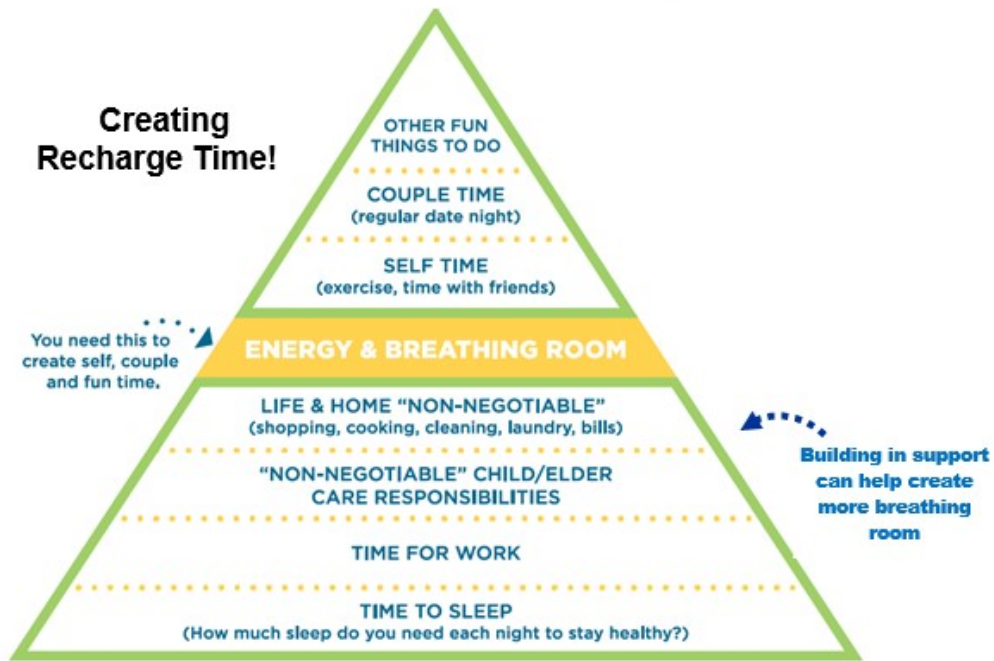 Creating
Recharge Time!
OTHER FUN
THINGS TO DO
COUPLE TIME
(regular date night)
SELF TIME
(exercise, time with friends)
You need this to
create self, couple
and fun time.
ENERGY & BREATHING ROOM
LIFE & HOME “NON-NEGOTIABLE”
(shopping, cooking, cleaning, laundry, bills)
Building in support
can help create
more breathing
room
“NON-NEGOTIABLE” CHILD/ELDER
CARE RESPONSIBILITIES
TIME FOR WORK
TIME TO SLEEP
(How much sleep do you need each night to stay healthy?)